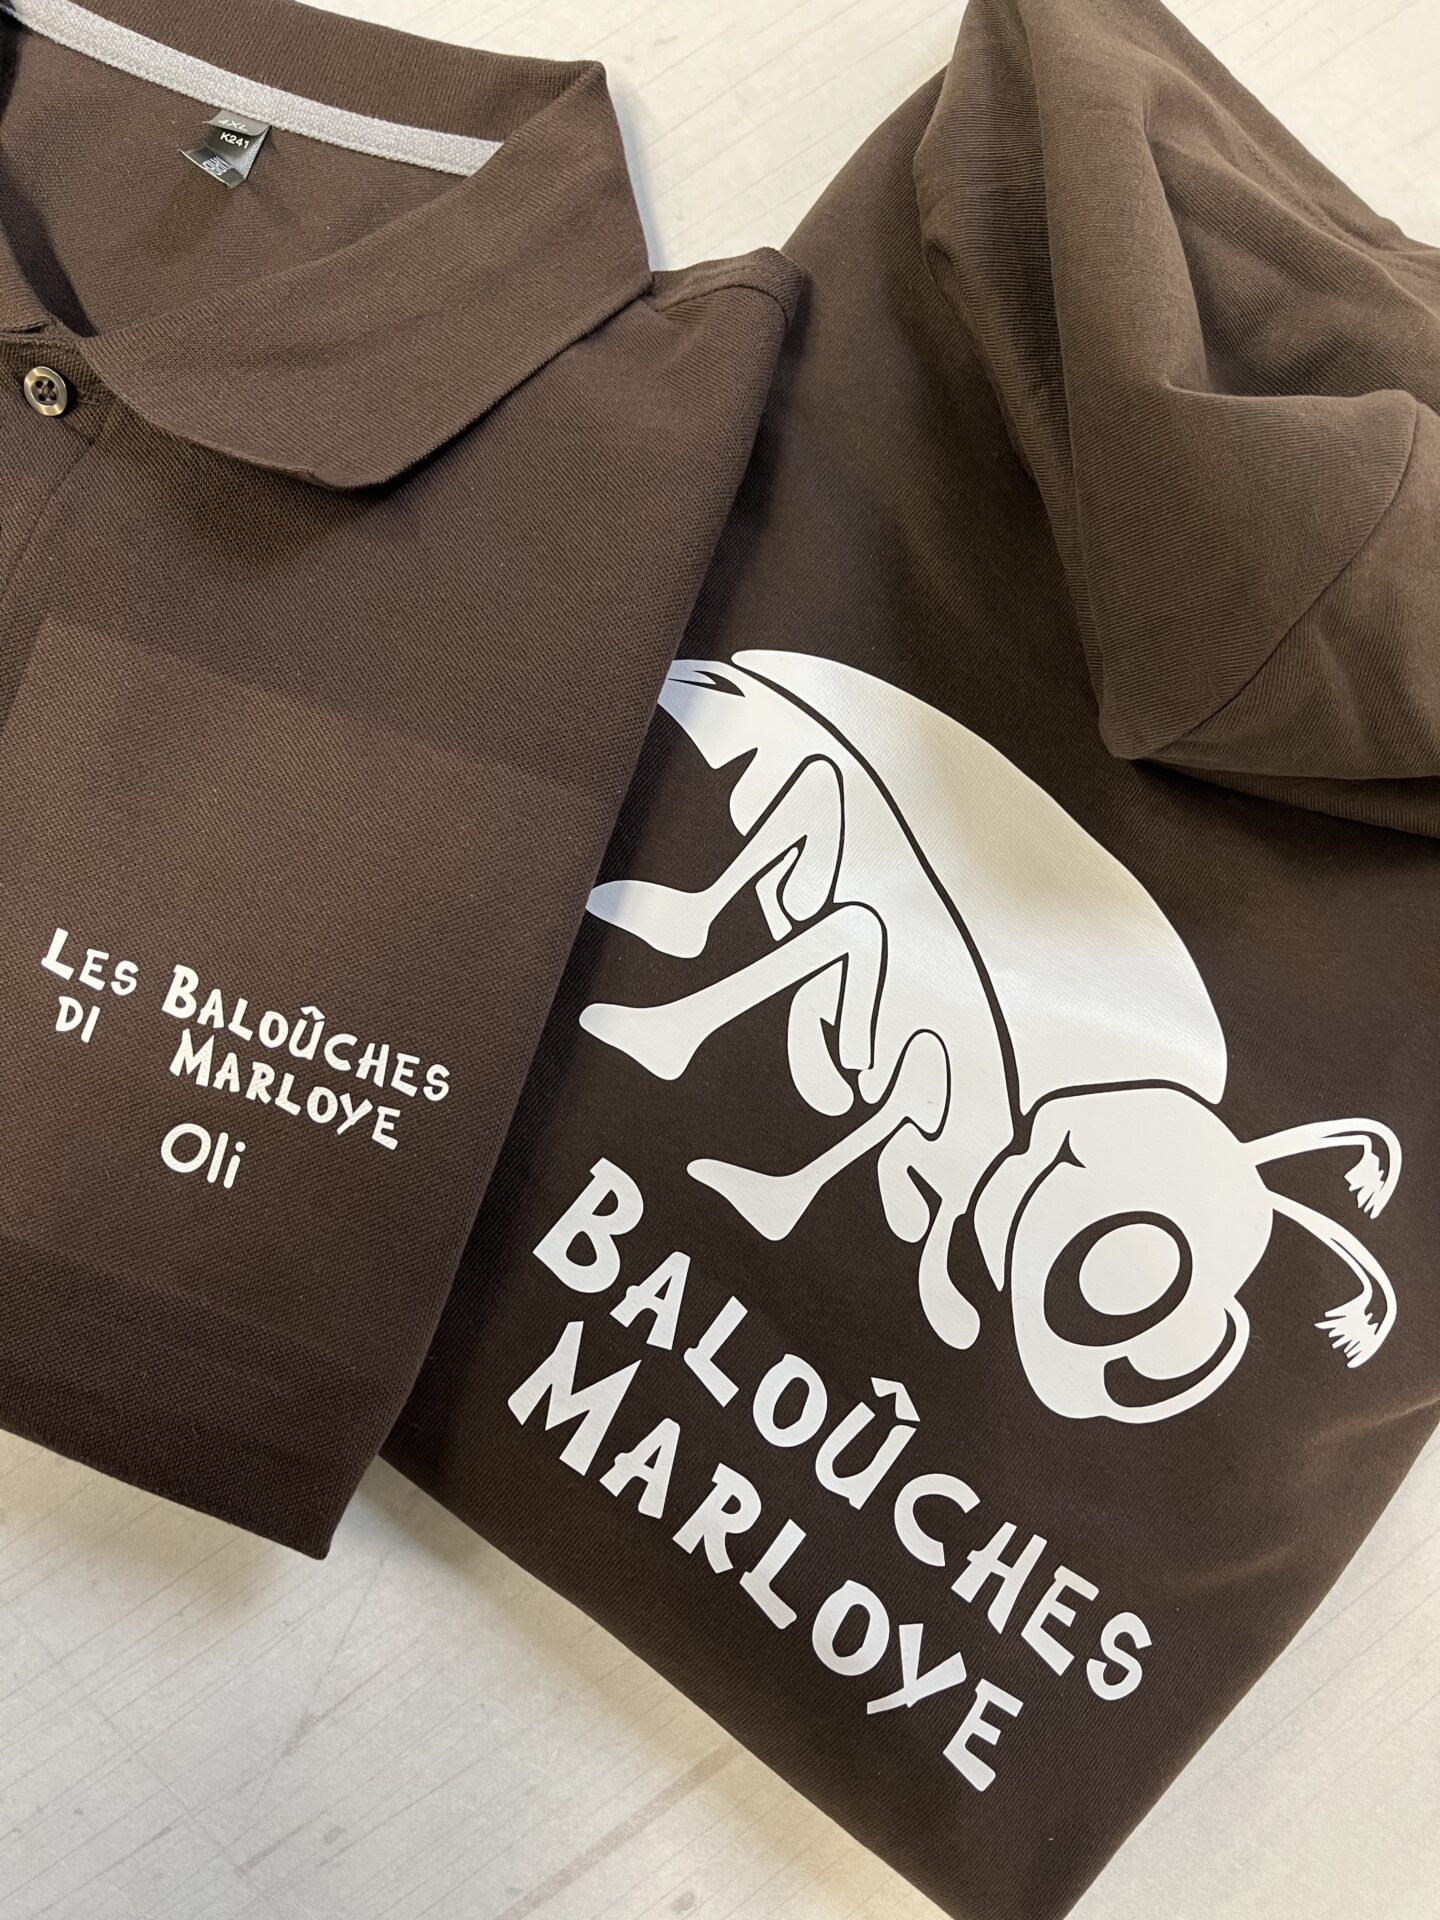 4XL
K241
Les Baloûches
di Marloye
Oli
Baloûches
Marloye